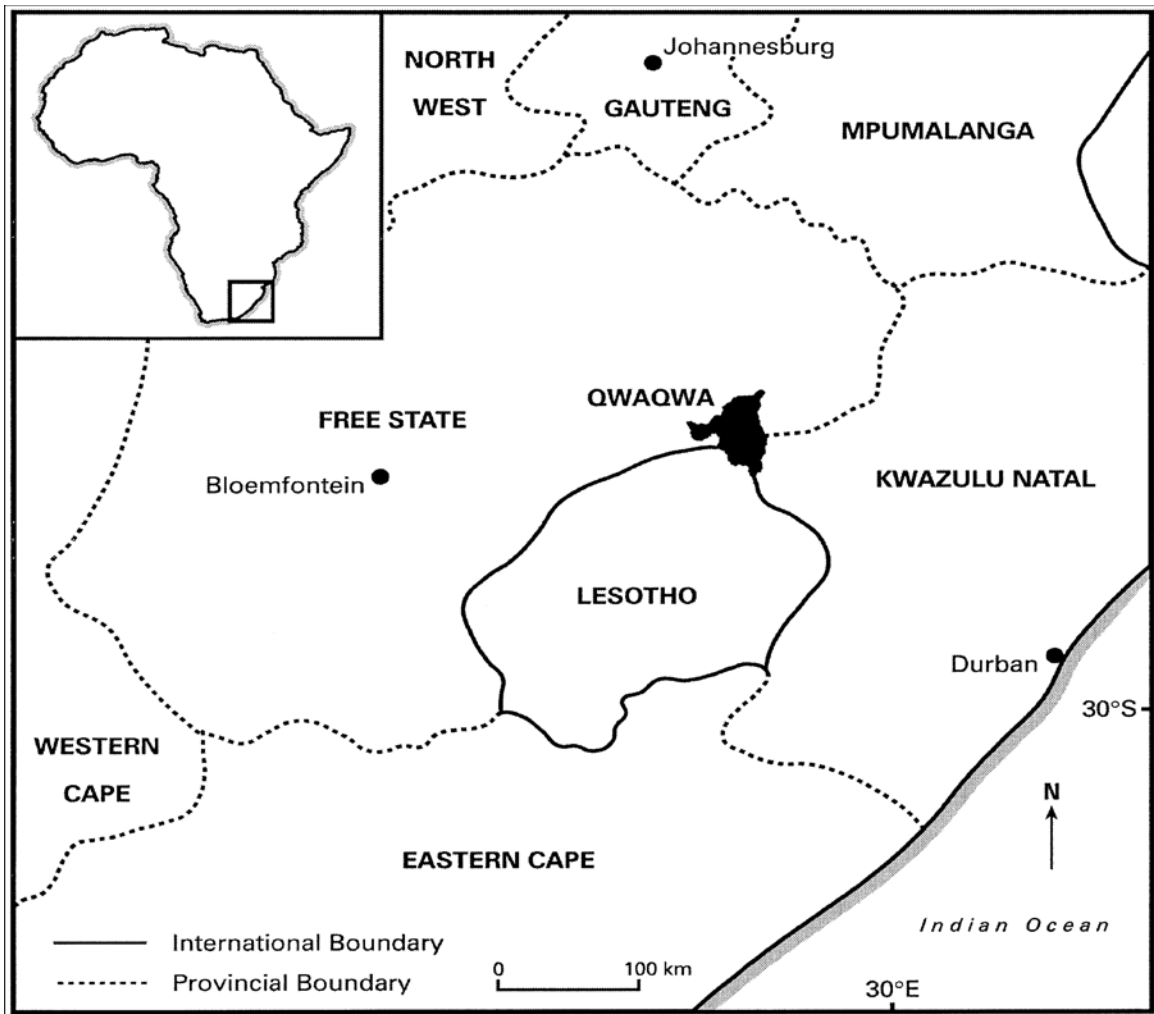 Johannesburg
NORTH
WEST
GAUTENG
MPUMALANGA
QWAQWA
FREE STATE
Bloemfontein
KWAZULU NATAL
LESOTHO
Durban
30°S
WESTERN
CAPE
N
EASTERN CAPE
Indian Ocean
International Boundary
Provincial Boundary
0 100 km
30°E